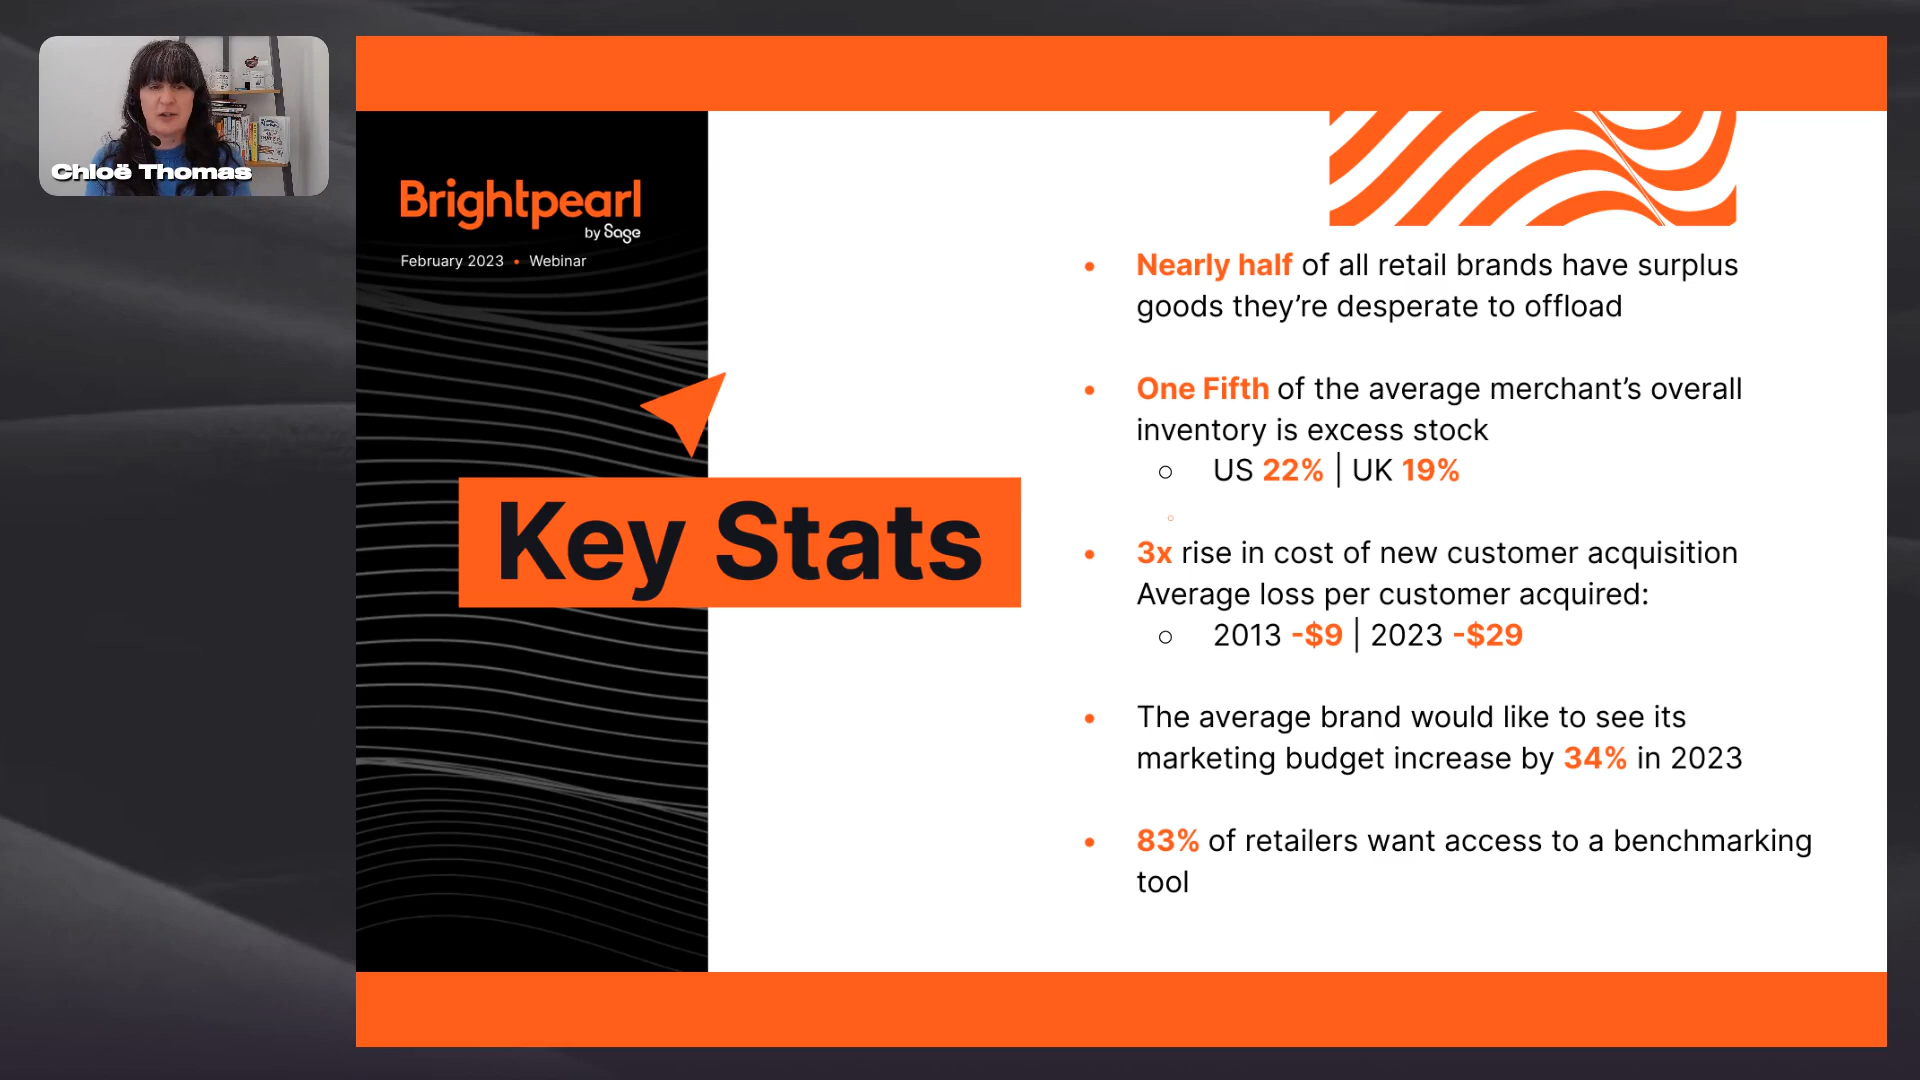 Chloë Thomas
Brightpearl
by Sage
February 2023 • Webinar
Key Stats
• Nearly half of all retail brands have surplus
goods they’re desperate to offload
• One Fifth of the average merchant’s overall
inventory is excess stock
○ US 22% | UK 19%
○
• 3x rise in cost of new customer acquisition
Average loss per customer acquired:
○ 2013 -$9 | 2023 -$29
• The average brand would like to see its
marketing budget increase by 34% in 2023
• 83% of retailers want access to a benchmarking
tool